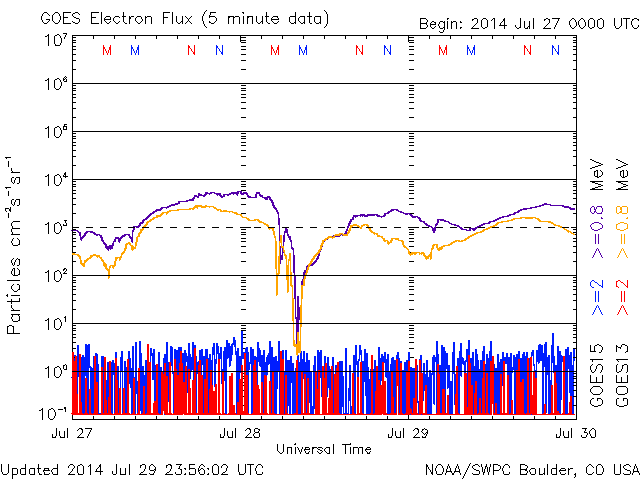 GOES Electron Flux (5 minute data)
Begin: 2014 Jul 27 0000 UTC
M M N N M M N N M M N N
10⁷
10⁶
10⁵
10⁴
10³
10²
10¹
10⁰
10⁻¹
Particles cm⁻²s⁻¹sr⁻¹
Jul 27 Jul 28 Jul 29 Jul 30
Universal Time
GOES15 >=2 >=0.8 MeV
GOES13 >=2 >=0.8 MeV
Updated 2014 Jul 29 23:56:02 UTC
NOAA/SWPC Boulder, CO USA